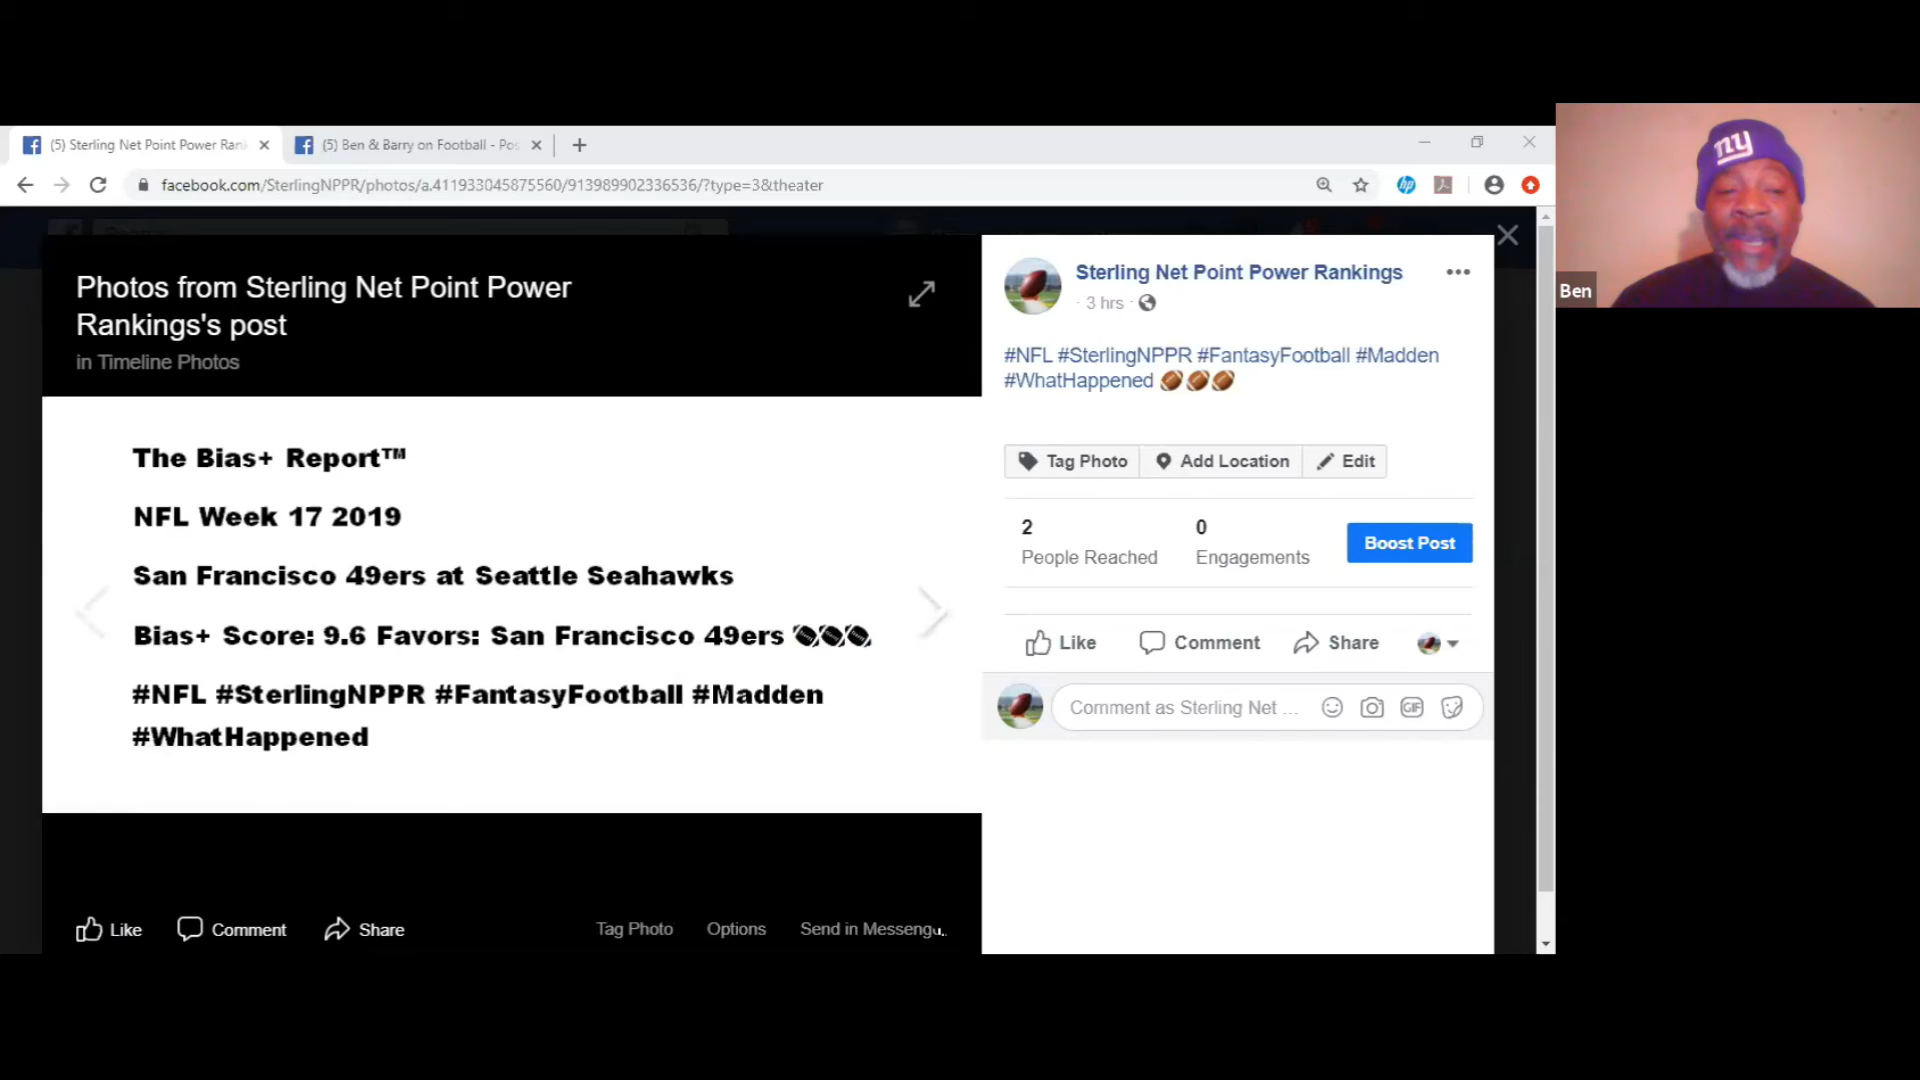 (5) Sterling Net Point Power Ran
(5) Ben & Barry on Football - Pos
facebook.com/SterlingNPPR/photos/a.411933045875560/913989902336536/?type=3&theater
Photos from Sterling Net Point Power
Rankings's post
in Timeline Photos
The Bias+ Report™
NFL Week 17 2019
San Francisco 49ers at Seattle Seahawks
Bias+ Score: 9.6 Favors: San Francisco 49ers 🏈🏈🏈
#NFL #SterlingNPPR #FantasyFootball #Madden
#WhatHappened
Like Comment Share Tag Photo Options Send in Messeng
Sterling Net Point Power Rankings
· 3 hrs ·
#NFL #SterlingNPPR #FantasyFootball #Madden
#WhatHappened 🏈🏈🏈
Tag Photo Add Location Edit
2 0
People Reached Engagements
Boost Post
Like Comment Share
Comment as Sterling Net ... GIF
hp
ny
Ben